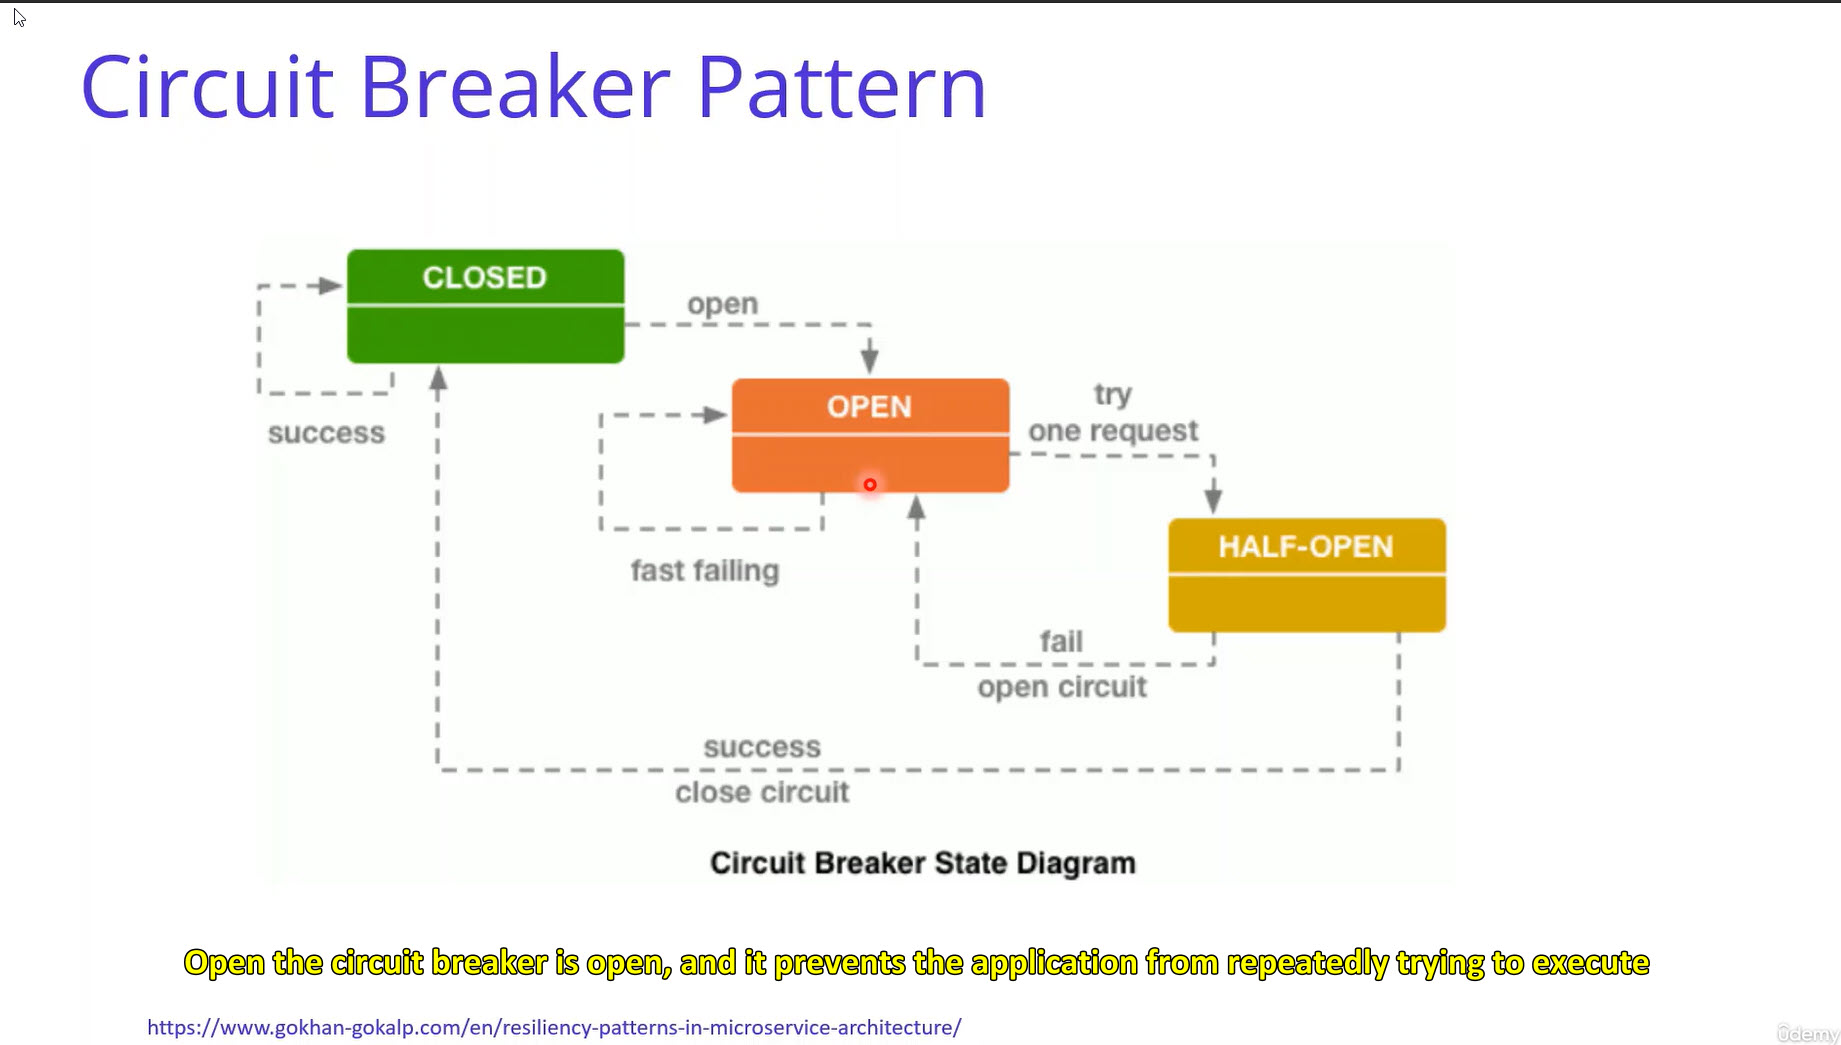 Circuit Breaker Pattern
CLOSED
open
success
OPEN
try
one request
fast failing
HALF-OPEN
fail
open circuit
success
close circuit
Circuit Breaker State Diagram
Open the circuit breaker is open, and it prevents the application from repeatedly trying to execute
https://www.gokhan-gokalp.com/en/resiliency-patterns-in-microservice-architecture/
ûdemy